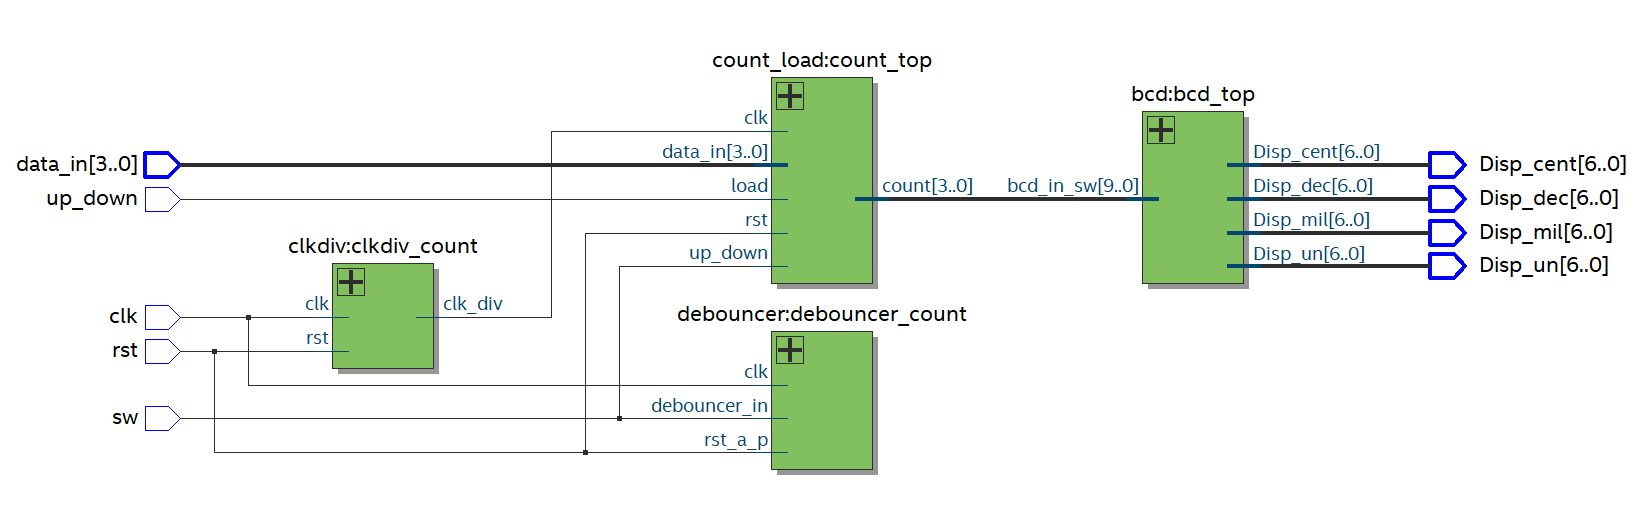 count_load:count_top
bcd:bcd_top
clk
data_in[3..0]
data_in[3..0]
Disp_cent[6..0]
Disp_cent[6..0]
up_down
load
count[3..0]
bcd_in_sw[9..0]
Disp_dec[6..0]
Disp_dec[6..0]
rst
Disp_mil[6..0]
Disp_mil[6..0]
clkdiv:clkdiv_count
up_down
Disp_un[6..0]
Disp_un[6..0]
clk
clk
clk_div
debouncer:debouncer_count
rst
rst
clk
sw
debouncer_in
rst_a_p